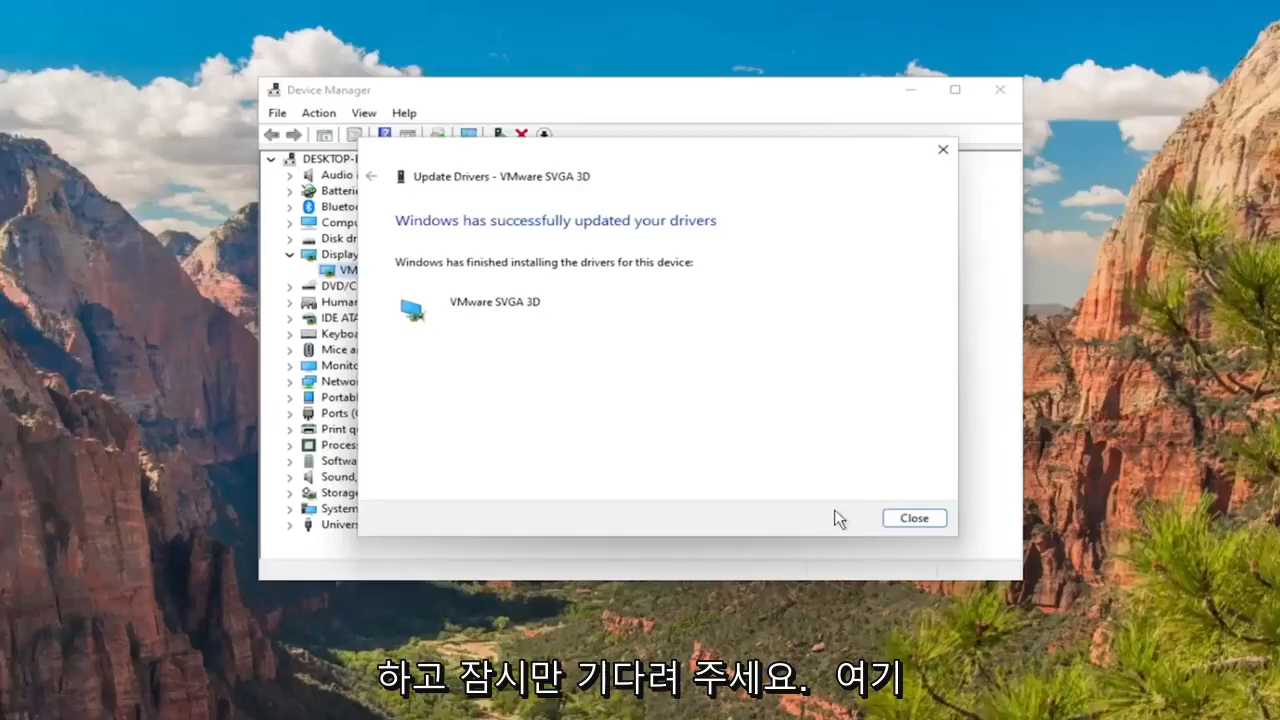 Device Manager
File Action View Help
DESKTOP-
Audio
Batterie
Update Drivers - VMware SVGA 3D
Bluetoo
Compu
Windows has successfully updated your drivers
Disk dr
Display
Windows has finished installing the drivers for this device:
VM
DVD/C
Human
VMware SVGA 3D
IDE ATA
Keyboa
Mice a
Monito
Netwo
Portab
Ports (
Print q
Proces
Softwa
Sound,
Storage
System
Univer
Close
하고 잠시만 기다려 주세요. 여기